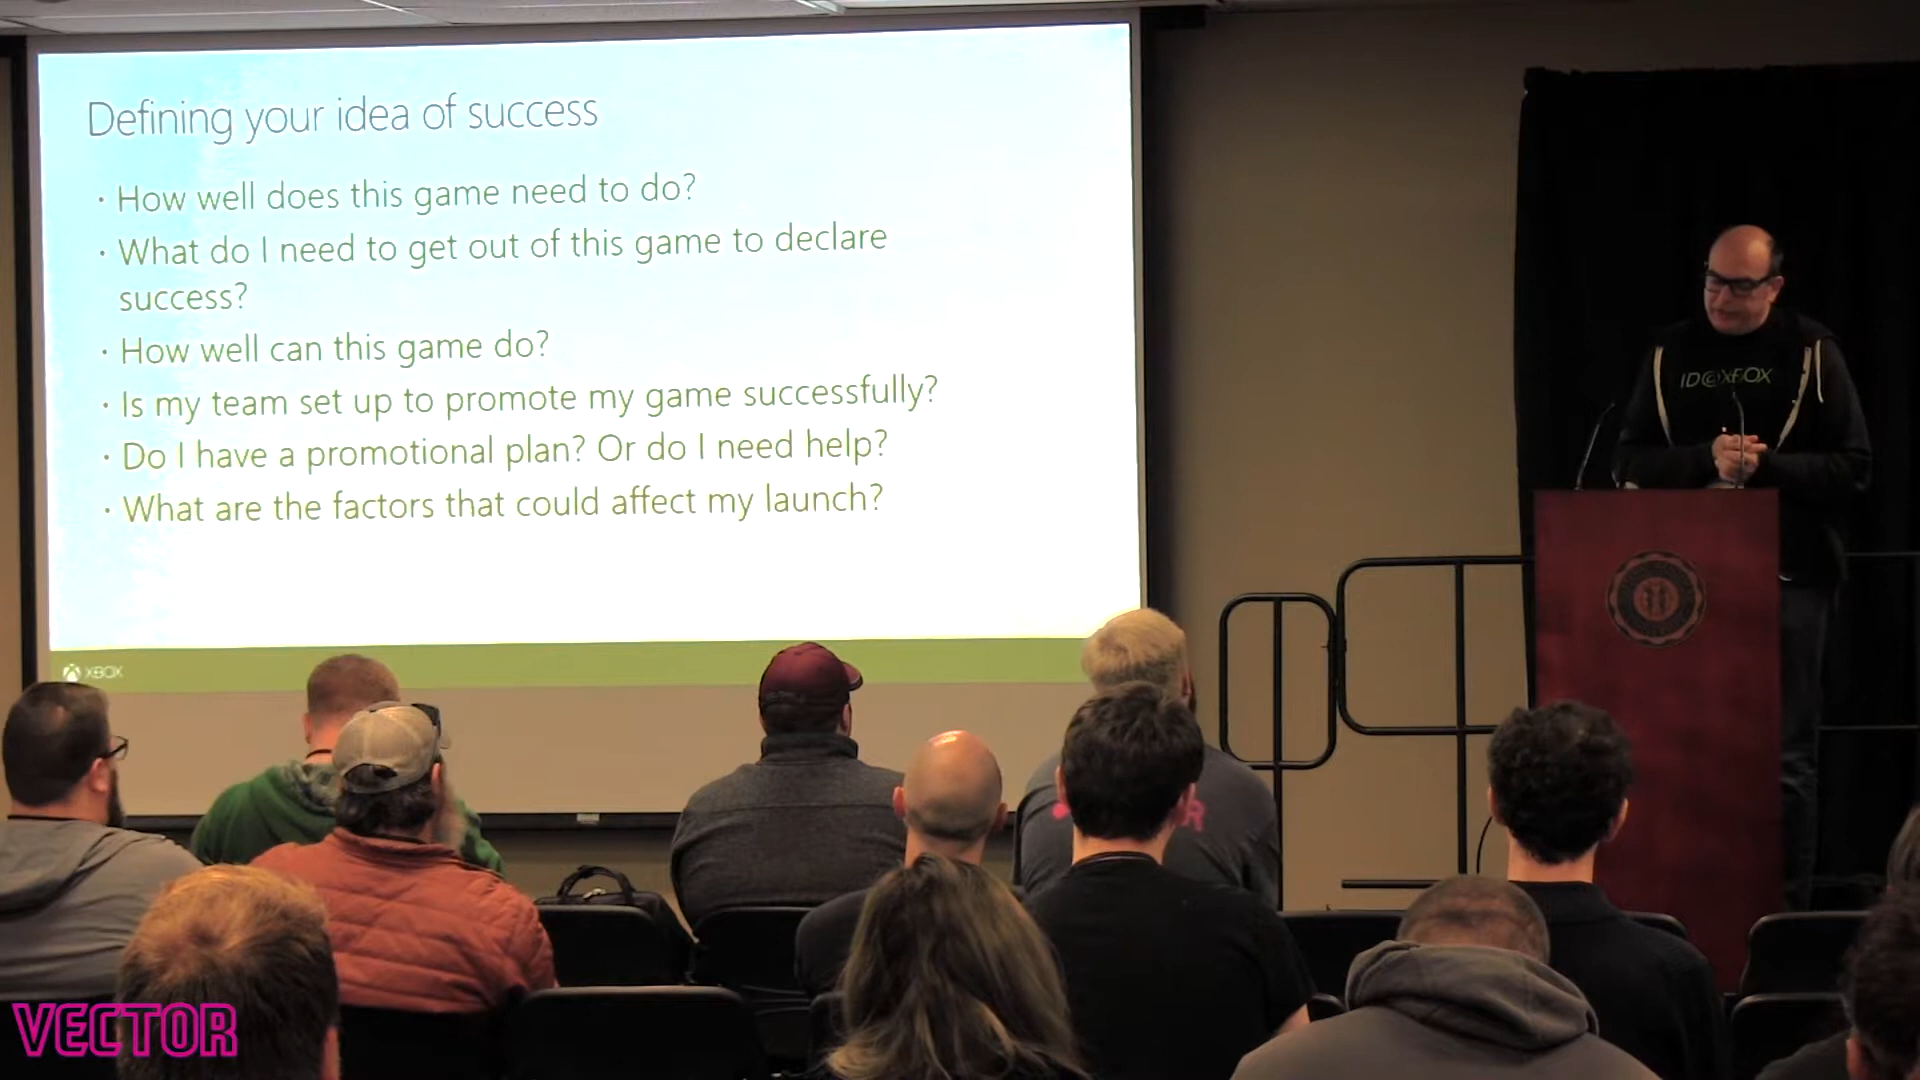 Defining your idea of success
· How well does this game need to do?
· What do I need to get out of this game to declare
success?
· How well can this game do?
· Is my team set up to promote my game successfully?
· Do I have a promotional plan? Or do I need help?
· What are the factors that could affect my launch?
XBOX
ID@XBOX
VECTOR